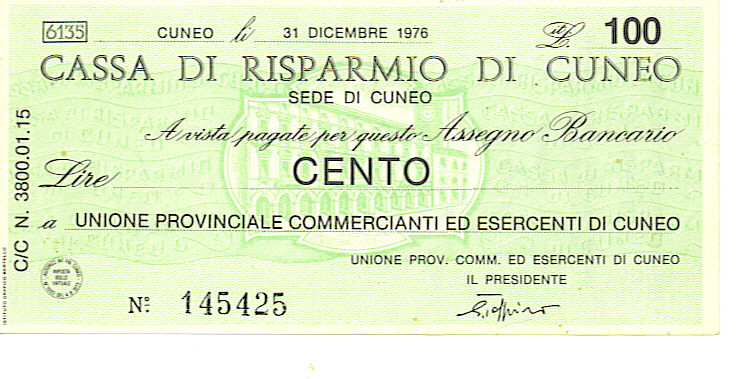 6135 CUNEO lì 31 DICEMBRE 1976 Lit. 100
CASSA DI RISPARMIO DI CUNEO
SEDE DI CUNEO
A vista pagate per questo Assegno Bancario
Lire CENTO
a UNIONE PROVINCIALE COMMERCIANTI ED ESERCENTI DI CUNEO
UNIONE PROV. COMM. ED ESERCENTI DI CUNEO
IL PRESIDENTE
Nº 145425
C/C N. 3800.01.15